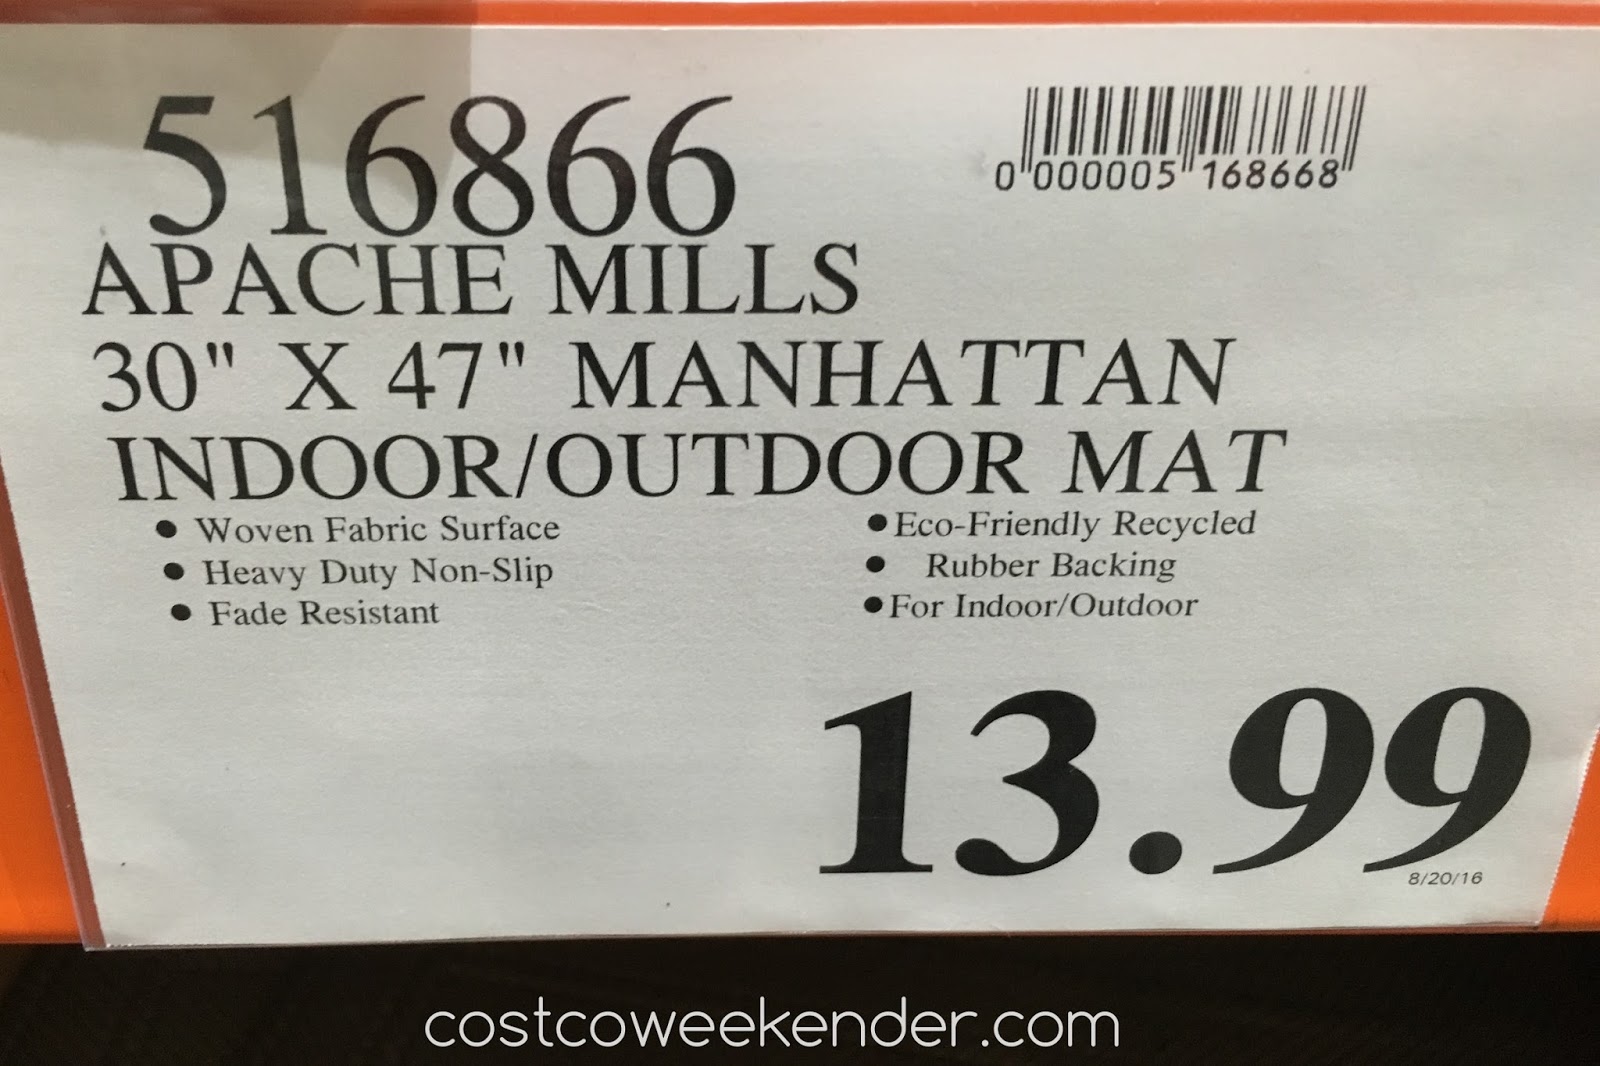 516866
0 000005 168668
APACHE MILLS
30" X 47" MANHATTAN
INDOOR/OUTDOOR MAT
• Woven Fabric Surface
• Heavy Duty Non-Slip
• Fade Resistant
• Eco-Friendly Recycled
• Rubber Backing
• For Indoor/Outdoor
13.99
8/20/16
costcoweekender.com